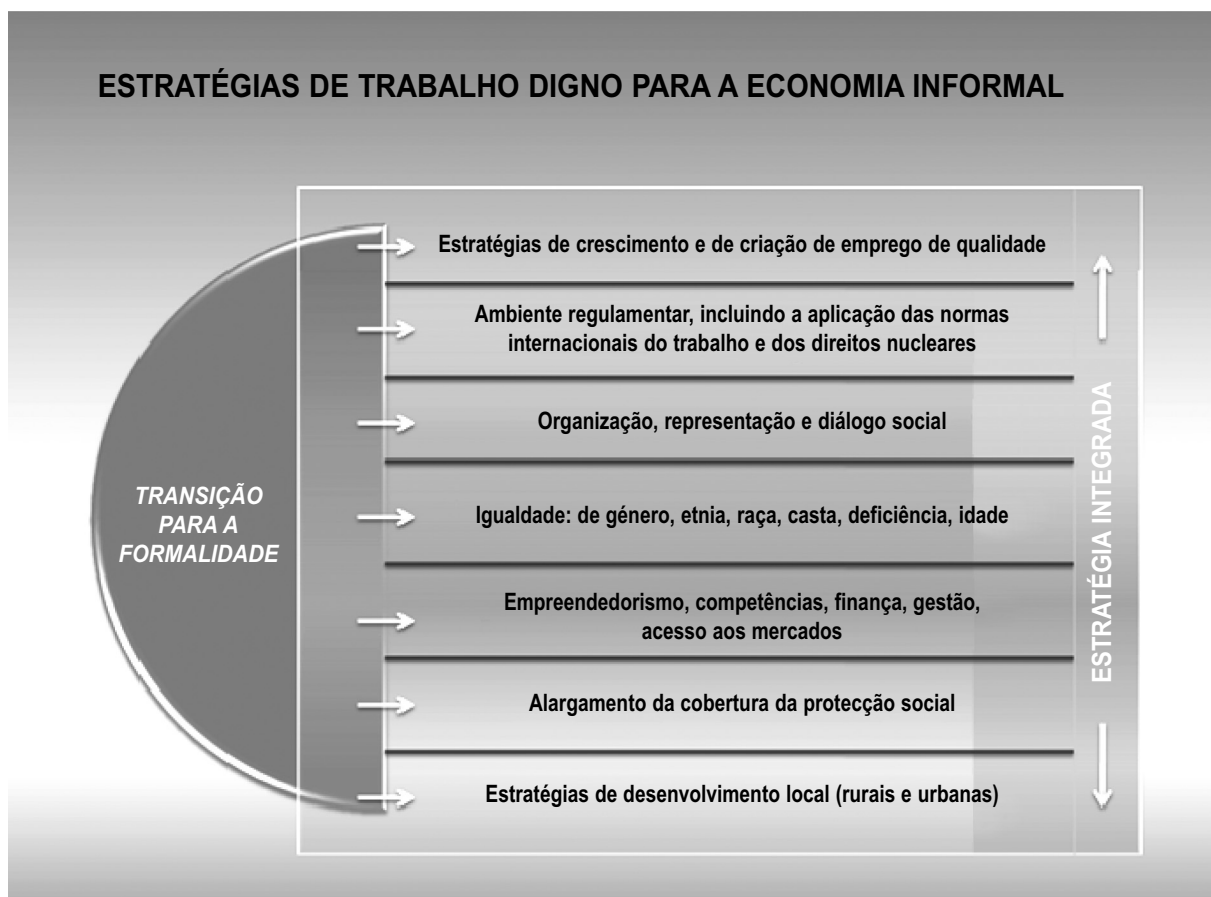 ESTRATÉGIAS DE TRABALHO DIGNO PARA A ECONOMIA INFORMAL
TRANSIÇÃO
PARA A
FORMALIDADE
Estratégias de crescimento e de criação de emprego de qualidade
Ambiente regulamentar, incluindo a aplicação das normas
internacionais do trabalho e dos direitos nucleares
Organização, representação e diálogo social
Igualdade: de género, etnia, raça, casta, deficiência, idade
Empreendedorismo, competências, finança, gestão,
acesso aos mercados
Alargamento da cobertura da protecção social
Estratégias de desenvolvimento local (rurais e urbanas)
ESTRATÉGIA INTEGRADA